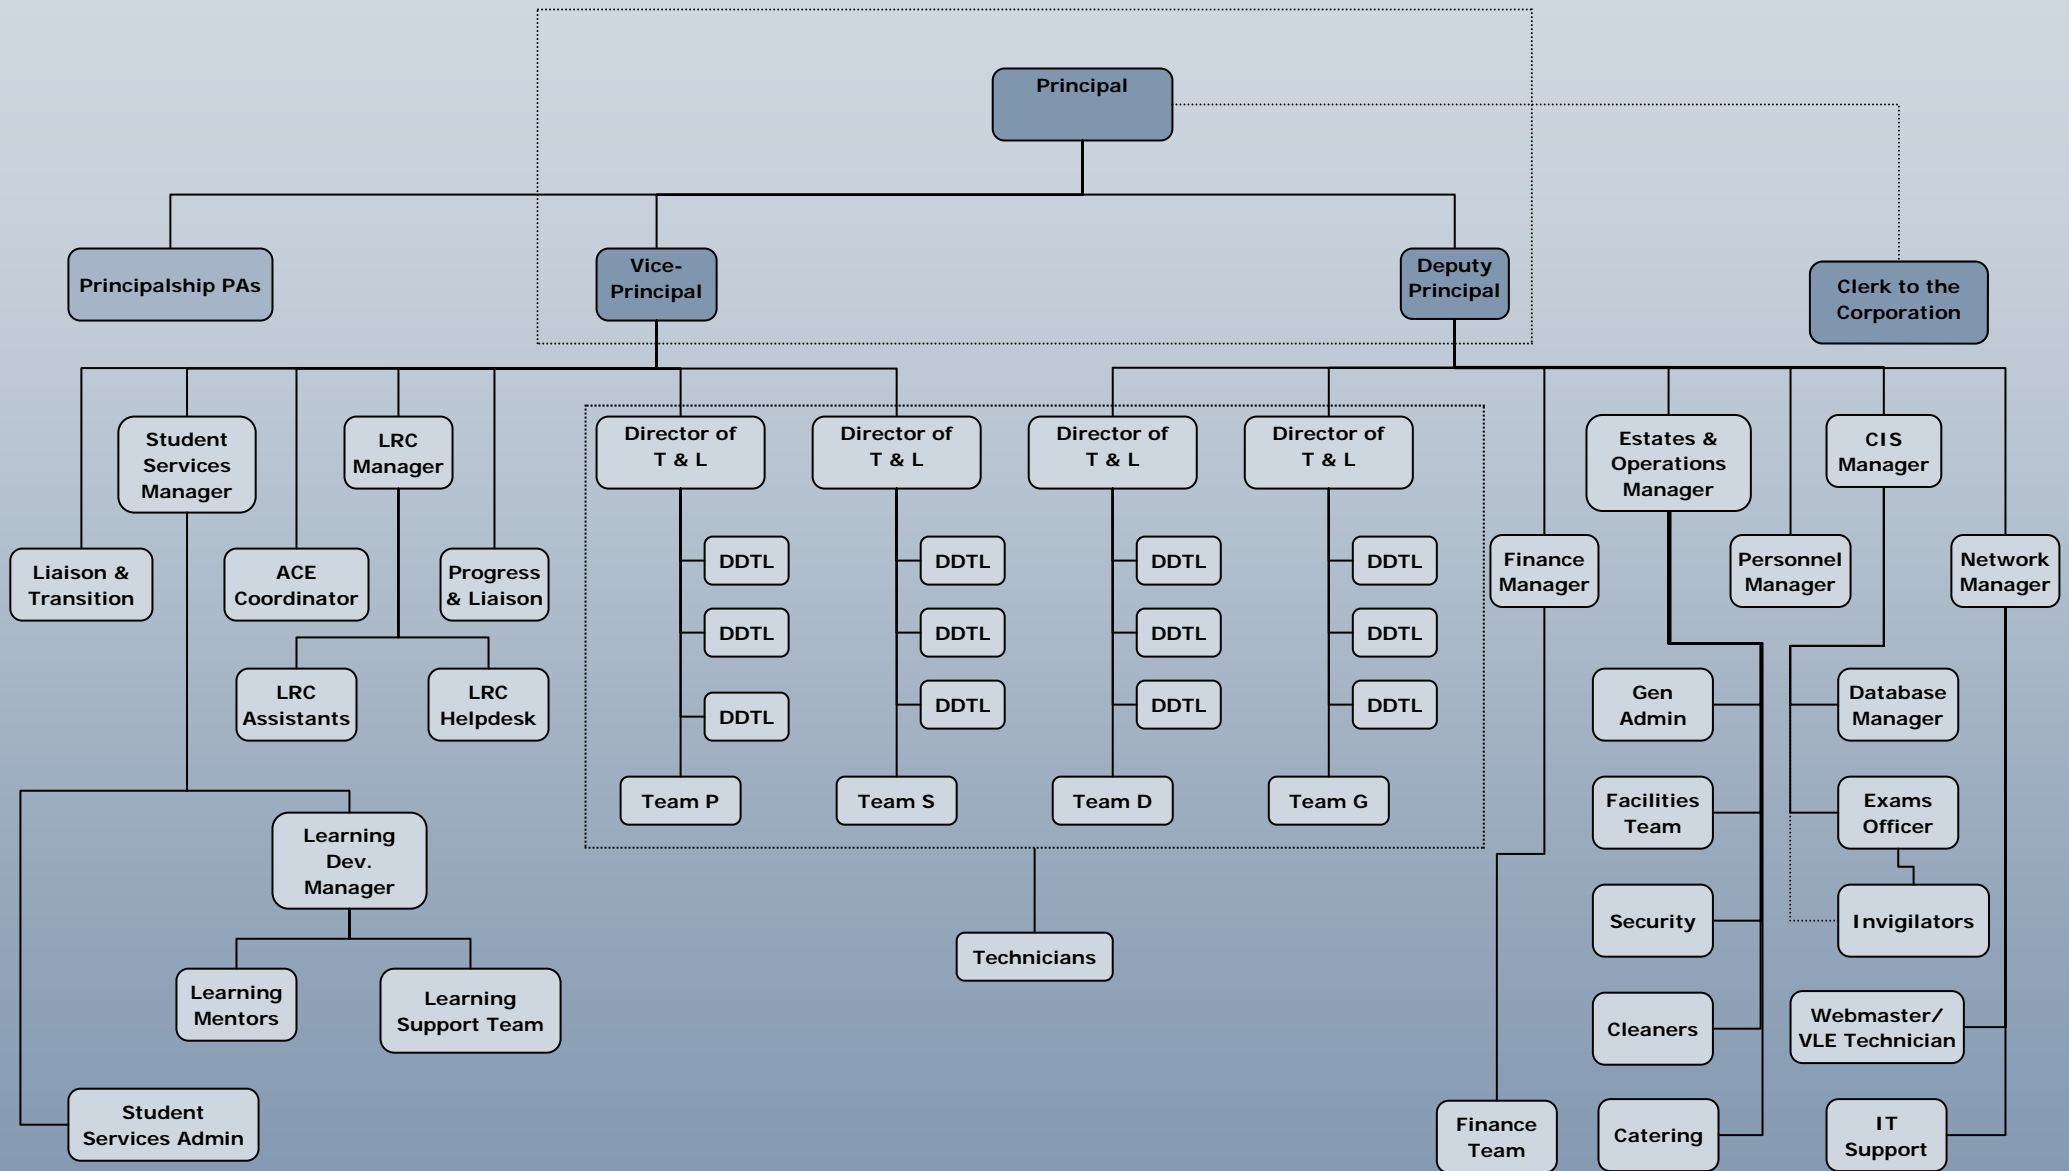 Principal
Principalship PAs
Vice-
Principal
Deputy
Principal
Clerk to the
Corporation
Student
Services
Manager
LRC
Manager
Director of
T & L
Director of
T & L
Director of
T & L
Director of
T & L
Estates &
Operations
Manager
CIS
Manager
Liaison &
Transition
ACE
Coordinator
Progress
& Liaison
DDTL
DDTL
DDTL
DDTL
Finance
Manager
Personnel
Manager
Network
Manager
DDTL
DDTL
DDTL
DDTL
LRC
Assistants
LRC
Helpdesk
DDTL
DDTL
DDTL
DDTL
Gen
Admin
Database
Manager
Team P
Team S
Team D
Team G
Facilities
Team
Exams
Officer
Learning
Dev.
Manager
Security
Invigilators
Technicians
Learning
Mentors
Learning
Support Team
Cleaners
Webmaster/
VLE Technician
Student
Services Admin
Finance
Team
Catering
IT
Support